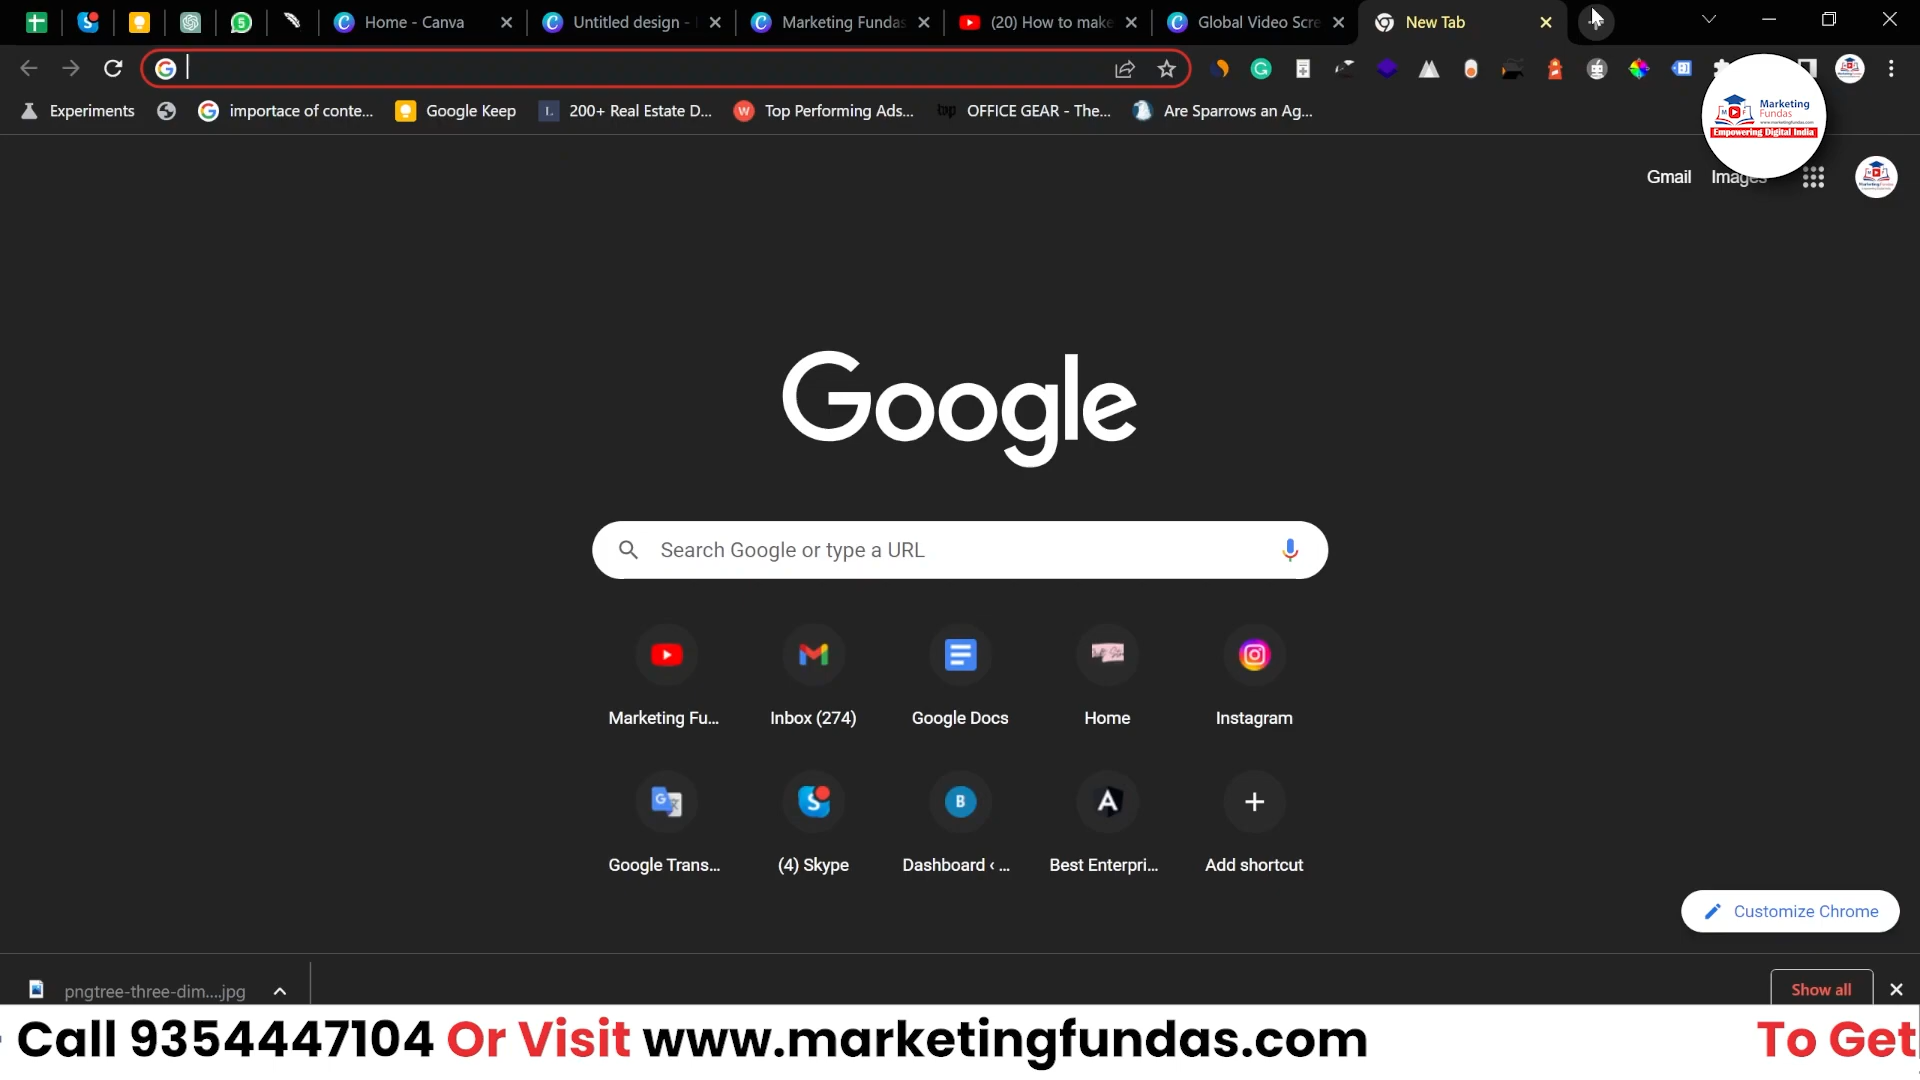 Home - Canva
Untitled design -
Marketing Fundas
(20) How to make
Global Video Scre
New Tab
Experiments
importace of conte...
Google Keep
200+ Real Estate D...
Top Performing Ads...
OFFICE GEAR - The...
Are Sparrows an Ag...
Marketing
Fundas
www.marketingfundas.com
Empowering Digital India
Gmail
Images
Google
Search Google or type a URL
Marketing Fu...
Inbox (274)
Google Docs
Home
Instagram
Google Trans...
(4) Skype
Dashboard ‹ ...
Best Enterpri...
Add shortcut
Customize Chrome
pngtree-three-dim....jpg
Show all
Call 9354447104 Or Visit www.marketingfundas.com
To Get